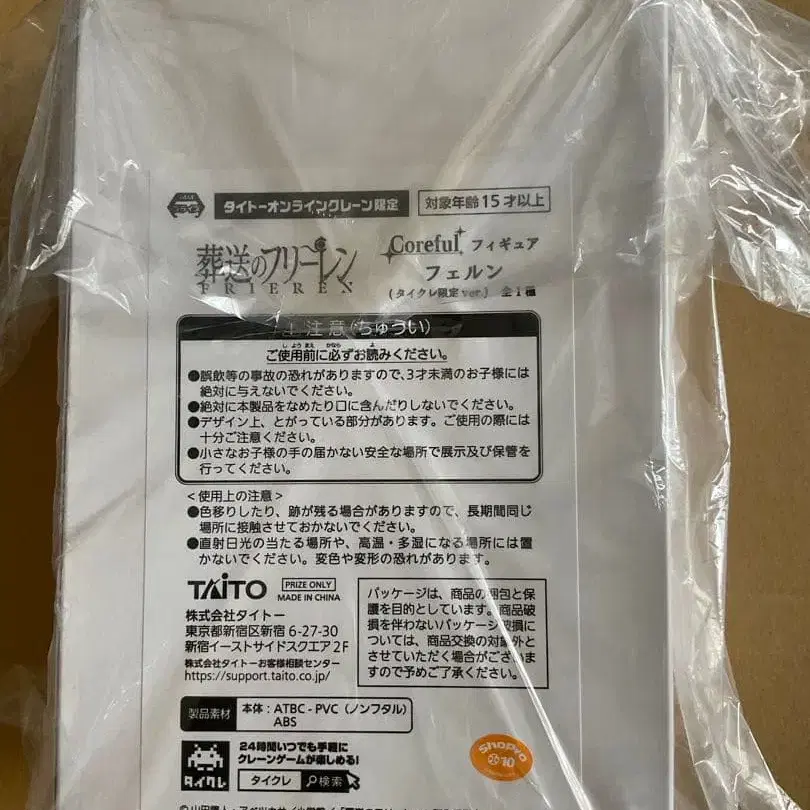 タイクレ
タイトーオンラインクレーン限定
対象年齢15才以上
葬送のフリーレン
FRIEREN
Coreful フィギュア
フェルン
(タイクレ限定ver.) 全1種
注意(ちゅうい)
ご使用前に必ずお読みください。
●誤飲等の事故の恐れがありますので、3才未満のお子様には
絶対に与えないでください。
●絶対に本製品をなめたり口に含んだりしないでください。
●デザイン上、とがっている部分があります。ご使用の際には
十分ご注意ください。
●小さなお子様の手の届かない安全な場所で展示及び保管を
行ってください。
<使用上の注意>
●色移りしたり、跡が残る場合がありますので、長期間同じ
場所に接触させておかないでください。
●直射日光の当たる場所や、高温・多湿になる場所には置
かないでください。変色や変形の恐れがあります。
TAITO
PRIZE ONLY
MADE IN CHINA
株式会社タイトー
東京都新宿区新宿 6-27-30
新宿イーストサイドスクエア2F
株式会社タイトーお客様相談センター
https://support.taito.co.jp/
パッケージは、商品の梱包と保
護を目的としています。商品破
損を伴わないパッケージ破損に
ついては、商品交換の対象外と
させていただく場合がございま
すので予めご了承ください。
製品素材
本体:ATBC-PVC(ノンフタル)
ABS
タイクレ
24時間いつでも手軽に
クレーンゲームが楽しめる!
タイクレ 検索
ShoPro
10